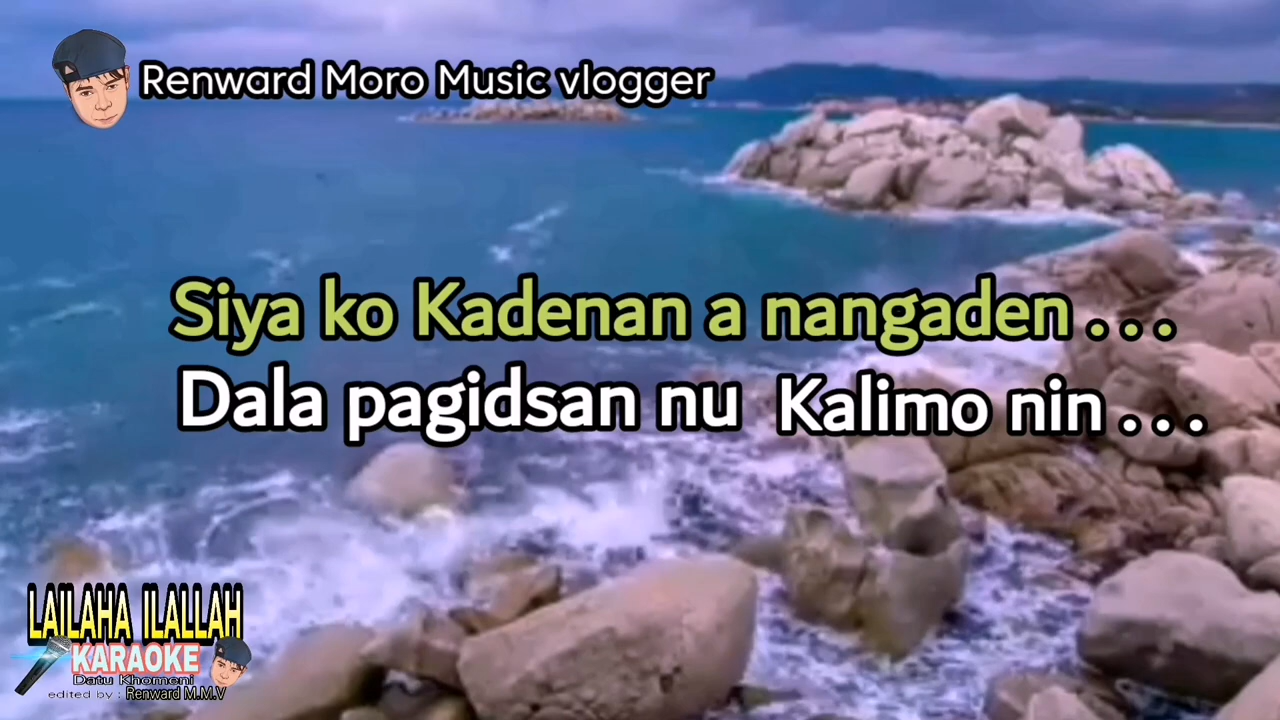 Renward Moro Music vlogger
Siya ko Kadenan a nangaden . . .
Dala pagidsan nu Kalimo nin . . .
LAILAHA ILALLAH
KARAOKE
Datu Khomeni
edited by : Renward M.M.V